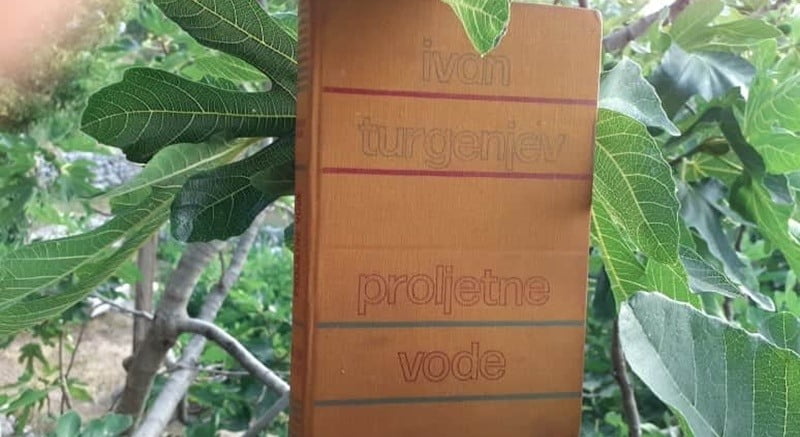 ivan
turgenjev
proljetne
vode